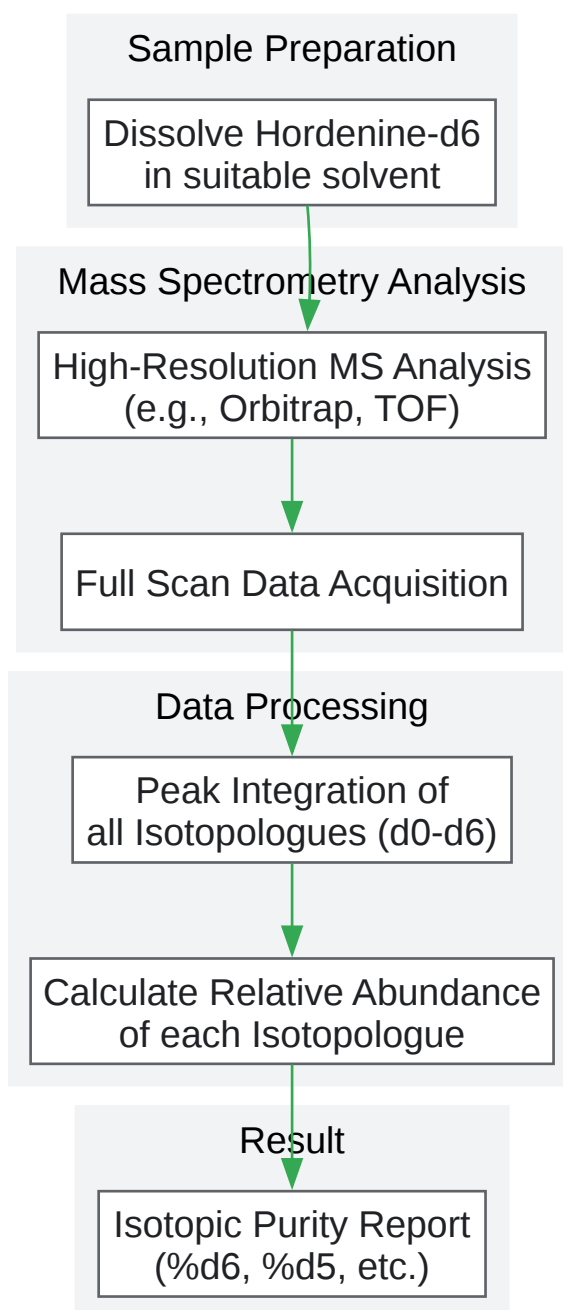 Sample Preparation
Dissolve Hordenine-d6
in suitable solvent
Mass Spectrometry Analysis
High-Resolution MS Analysis
(e.g., Orbitrap, TOF)
Full Scan Data Acquisition
Data Processing
Peak Integration of
all Isotopologues (d0-d6)
Calculate Relative Abundance
of each Isotopologue
Result
Isotopic Purity Report
(%d6, %d5, etc.)